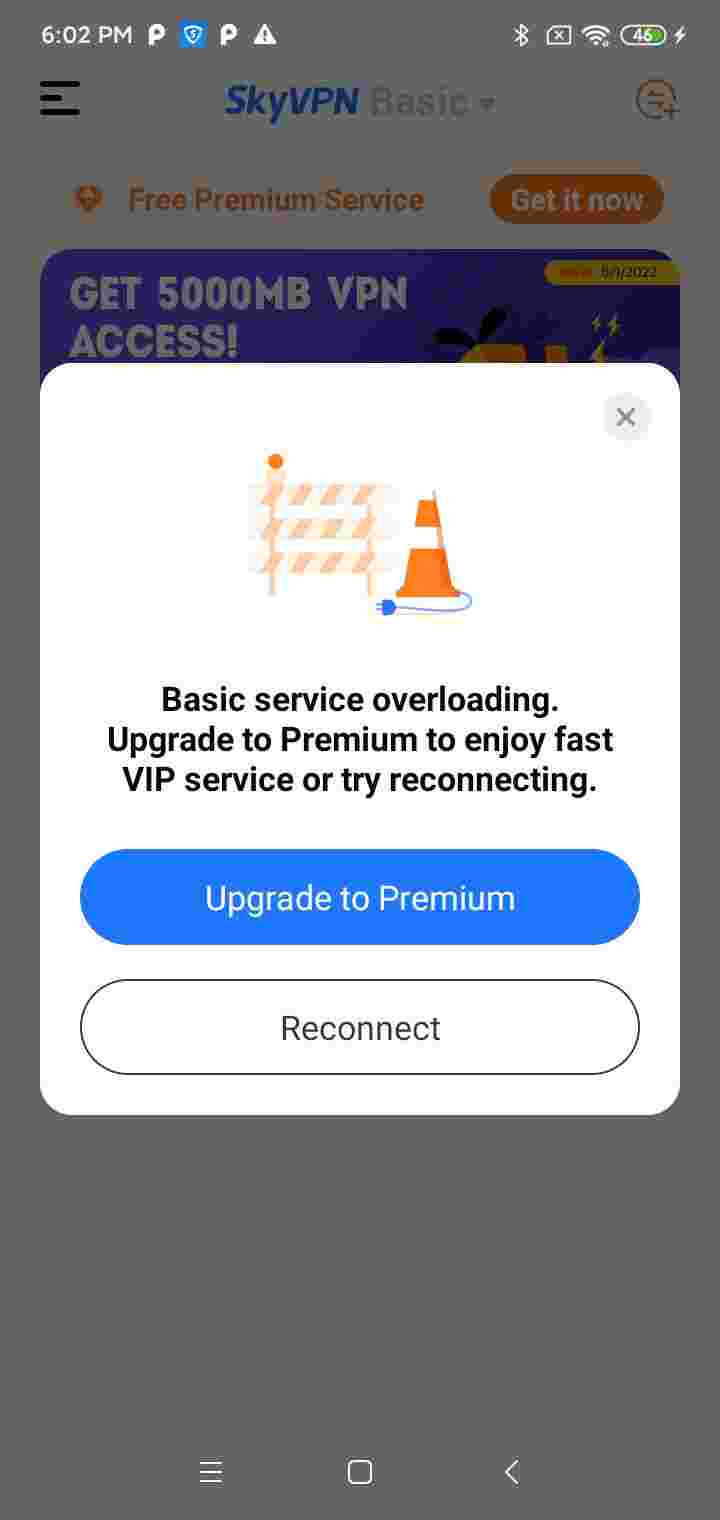 6:02 PM
46
SkyVPN Basic
Free Premium Service
Get it now
GET 5000MB VPN
ACCESS!
5/1/2022
Basic service overloading.
Upgrade to Premium to enjoy fast
VIP service or try reconnecting.
Upgrade to Premium
Reconnect